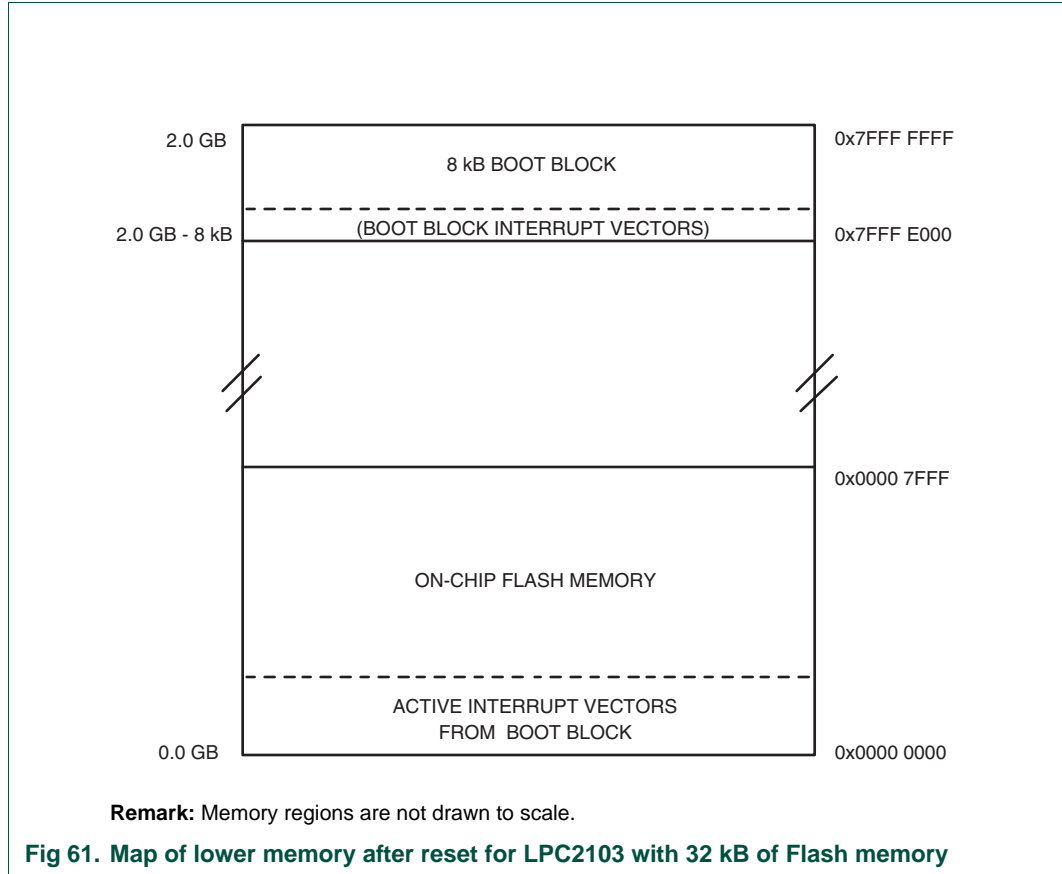 2.0 GB
0x7FFF FFFF
8 kB BOOT BLOCK
2.0 GB - 8 kB
(BOOT BLOCK INTERRUPT VECTORS)
0x7FFF E000
0x0000 7FFF
ON-CHIP FLASH MEMORY
ACTIVE INTERRUPT VECTORS
FROM BOOT BLOCK
0.0 GB
0x0000 0000
Remark: Memory regions are not drawn to scale.
Fig 61. Map of lower memory after reset for LPC2103 with 32 kB of Flash memory